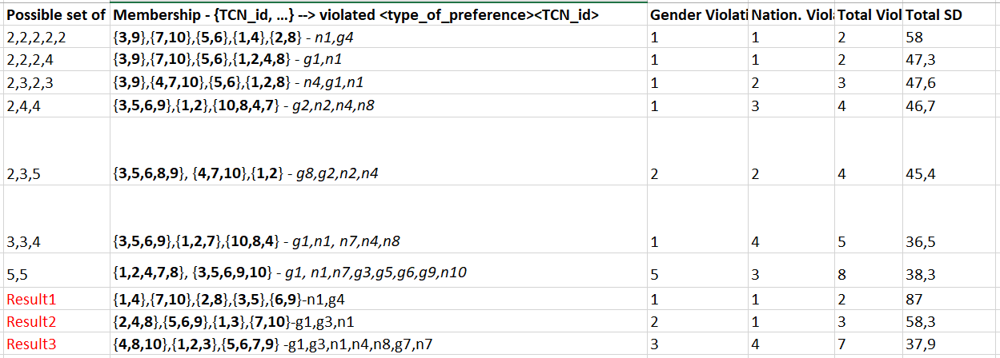 Possible set of Membership - {TCN_id, ...} --> violated <type_of_preference><TCN_id> Gender Violati Nation. Viol Total Viol Total SD
2,2,2,2,2 {3,9},{7,10},{5,6},{1,4},{2,8} - n1,g4 1 1 2 58
2,2,2,4 {3,9},{7,10},{5,6},{1,2,4,8} - g1,n1 1 1 2 47,3
2,3,2,3 {3,9},{4,7,10},{5,6},{1,2,8} - n4,g1,n1 1 2 3 47,6
2,4,4 {3,5,6,9},{1,2},{10,8,4,7} - g2,n2,n4,n8 1 3 4 46,7
2,3,5 {3,5,6,8,9}, {4,7,10},{1,2} - g8,g2,n2,n4 2 2 4 45,4
3,3,4 {3,5,6,9},{1,2,7},{10,8,4} - g1,n1, n7,n4,n8 1 4 5 36,5
5,5 {1,2,4,7,8}, {3,5,6,9,10} - g1, n1,n7,g3,g5,g6,g9,n10 5 3 8 38,3
Result1 {1,4},{7,10},{2,8},{3,5},{6,9}-n1,g4 1 1 2 87
Result2 {2,4,8},{5,6,9},{1,3},{7,10}-g1,g3,n1 2 1 3 58,3
Result3 {4,8,10},{1,2,3},{5,6,7,9} -g1,g3,n1,n4,n8,g7,n7 3 4 7 37,9